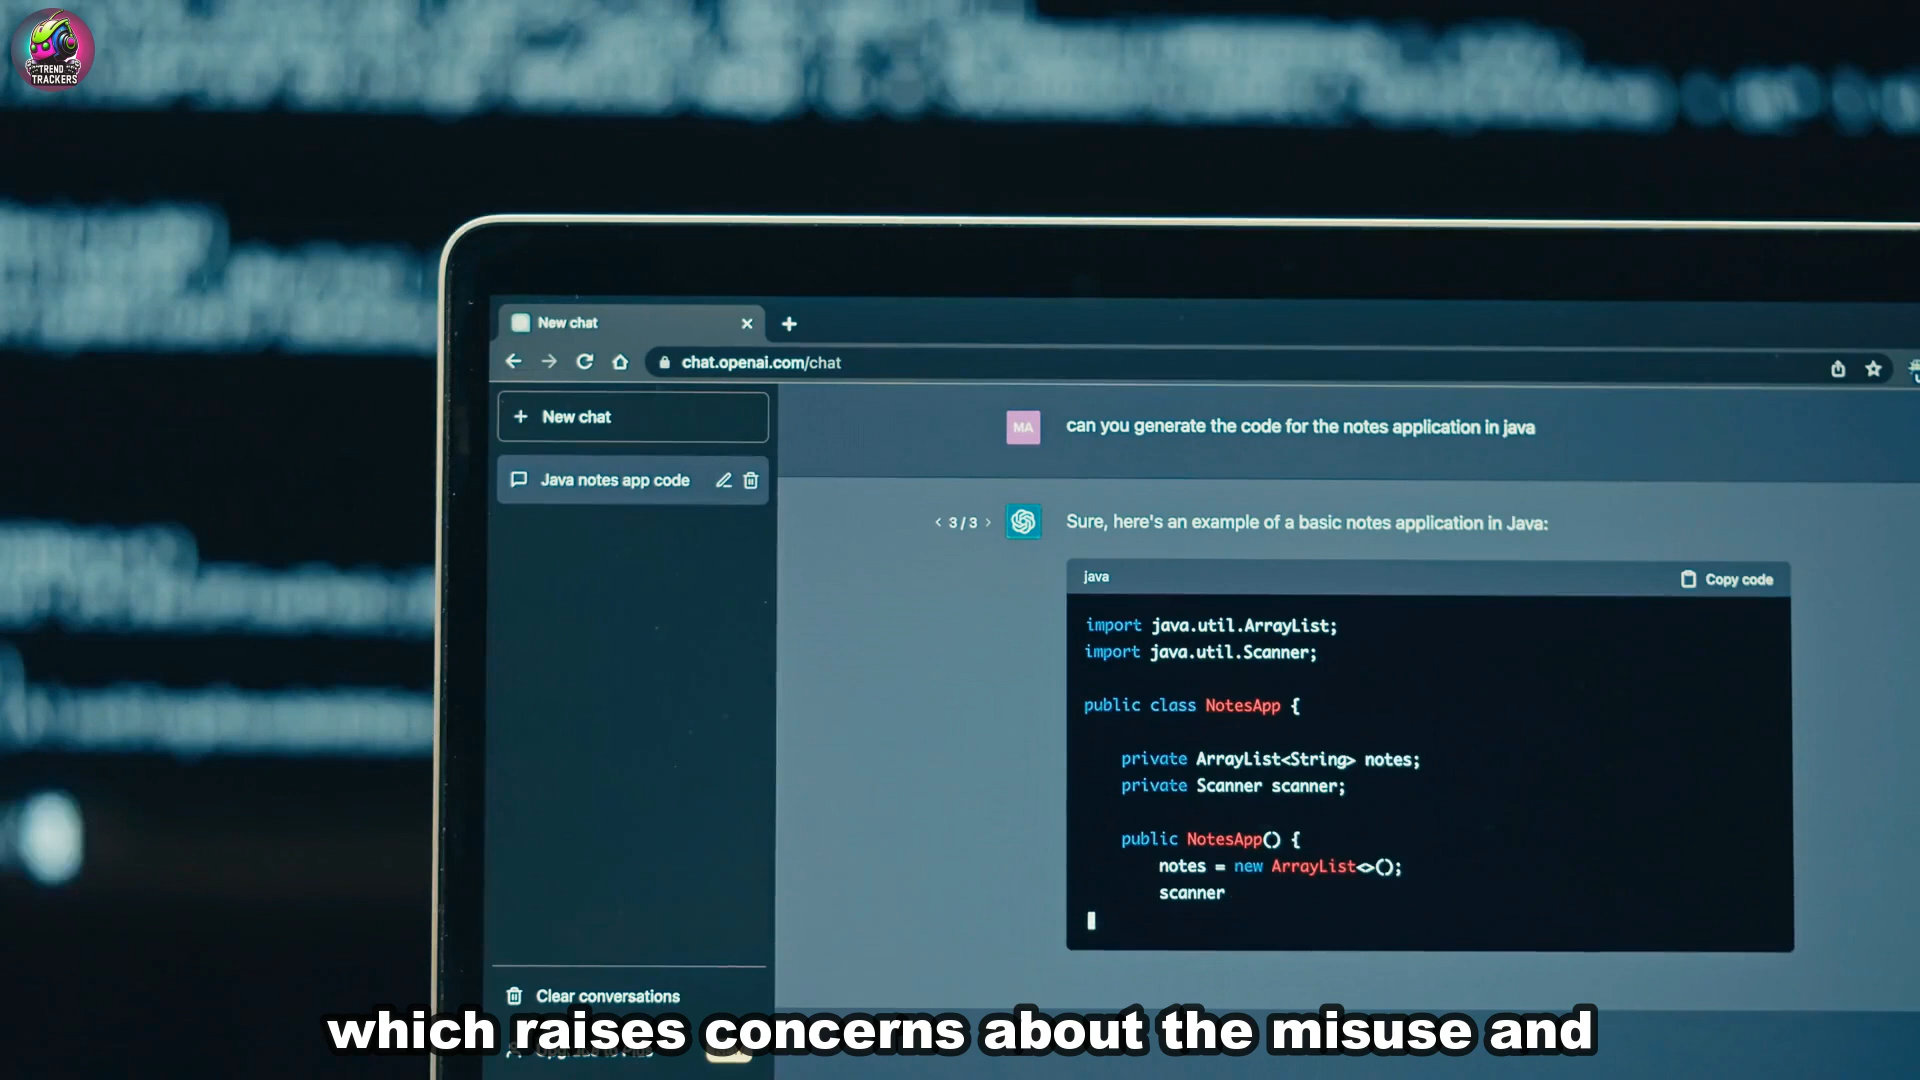 TREND
TRACKERS
New chat
chat.openai.com/chat
New chat
MA
can you generate the code for the notes application in java
Java notes app code
< 3 / 3 >
Sure, here's an example of a basic notes application in Java:
java
Copy code
import java.util.ArrayList;
import java.util.Scanner;
public class NotesApp {
private ArrayList<String> notes;
private Scanner scanner;
public NotesApp() {
notes = new ArrayList<>();
scanner
Clear conversations
which raises concerns about the misuse and